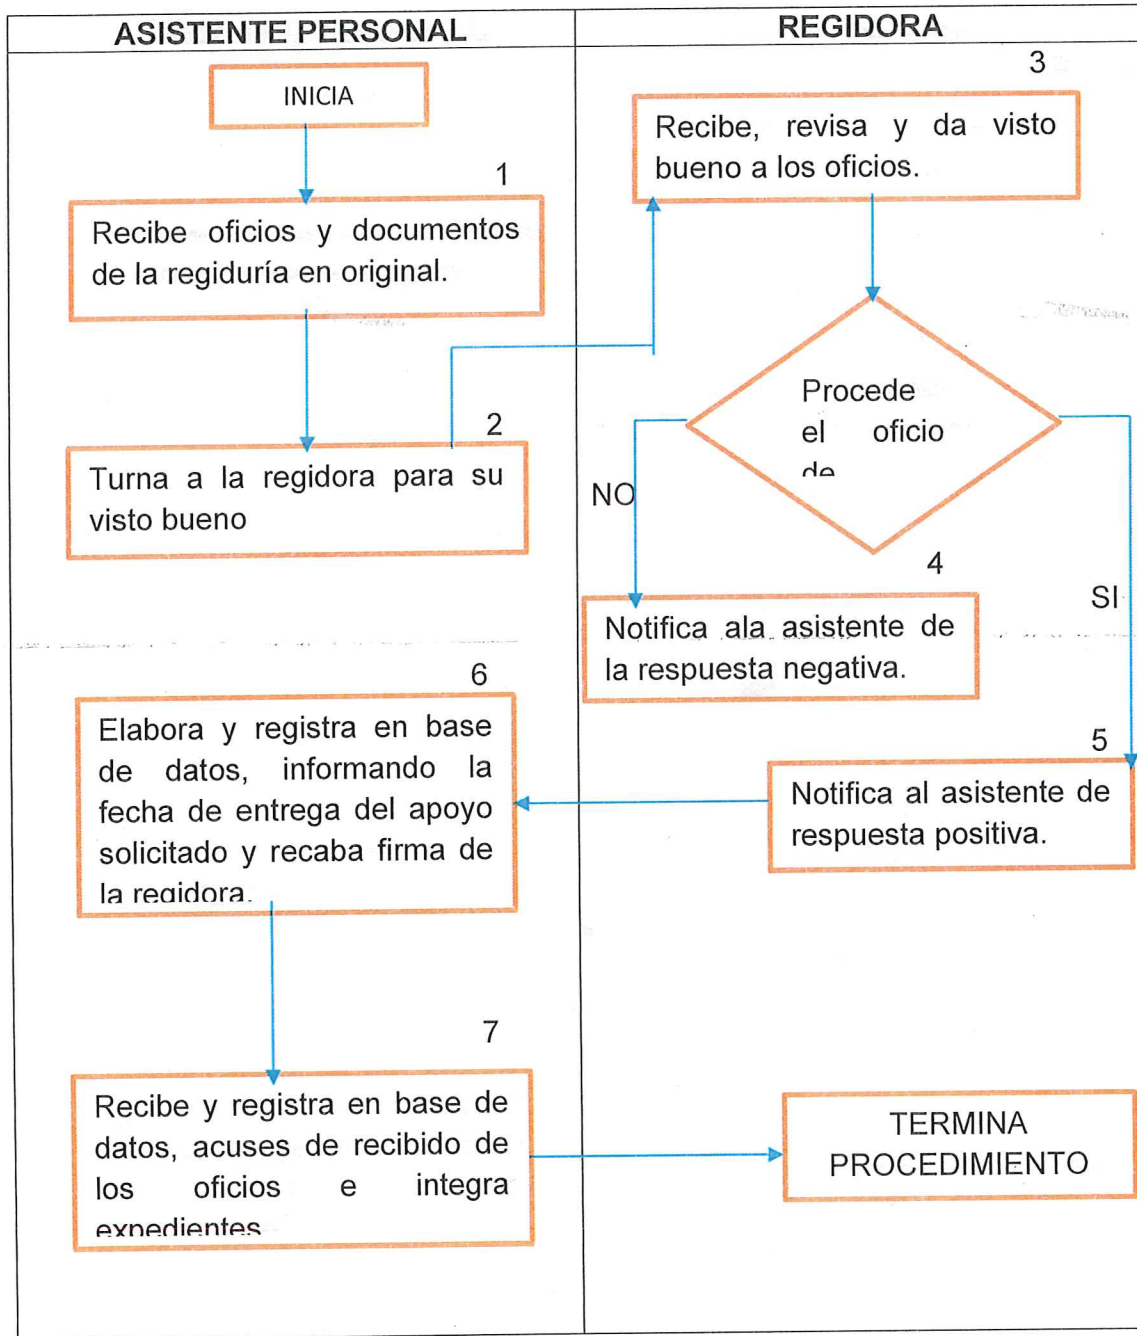 ASISTENTE PERSONAL
REGIDORA
INICIA
1
Recibe oficios y documentos
de la regiduría en original.
2
Turna a la regidora para su
visto bueno
3
Recibe, revisa y da visto
bueno a los oficios.
Procede
el oficio
de
NO
SI
4
Notifica ala asistente de
la respuesta negativa.
5
Notifica al asistente de
respuesta positiva.
6
Elabora y registra en base
de datos, informando la
fecha de entrega del apoyo
solicitado y recaba firma de
la regidora.
7
Recibe y registra en base de
datos, acuses de recibido de
los oficios e integra
expedientes
TERMINA
PROCEDIMIENTO